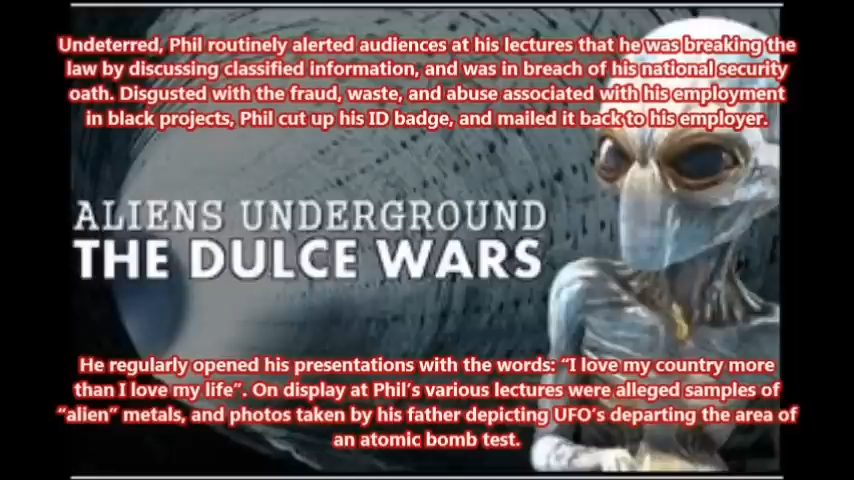 Undeterred, Phil routinely alerted audiences at his lectures that he was breaking the
law by discussing classified information, and was in breach of his national security
oath. Disgusted with the fraud, waste, and abuse associated with his employment
in black projects, Phil cut up his ID badge, and mailed it back to his employer.
ALIENS UNDERGROUND
THE DULCE WARS
He regularly opened his presentations with the words: “I love my country more
than I love my life”. On display at Phil’s various lectures were alleged samples of
“alien” metals, and photos taken by his father depicting UFO’s departing the area of
an atomic bomb test.